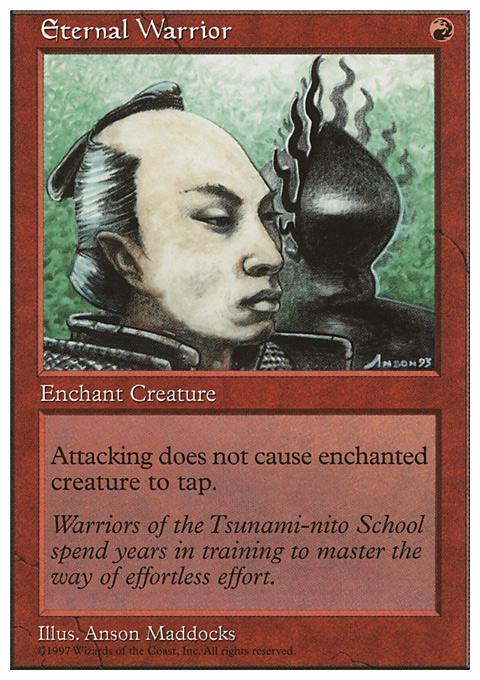 Eternal Warrior
ANSON93
Enchant Creature
Attacking does not cause enchanted
creature to tap.
Warriors of the Tsunami-nito School
spend years in training to master the
way of effortless effort.
Illus. Anson Maddocks
©1997 Wizards of the Coast, Inc. All rights reserved.